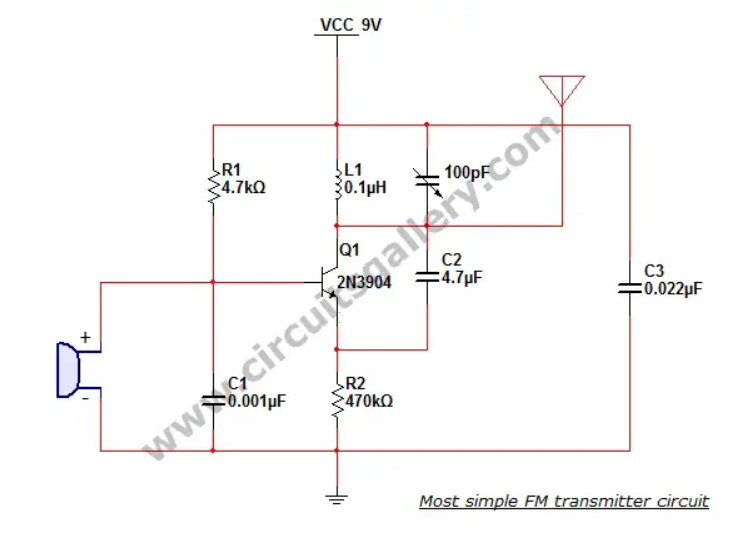 VCC 9V
R1
4.7kΩ
L1
0.1µH
100pF
Q1
2N3904
C2
4.7µF
C3
0.022µF
+
-
C1
0.001µF
R2
470kΩ
www.circuitsgallery.com
Most simple FM transmitter circuit